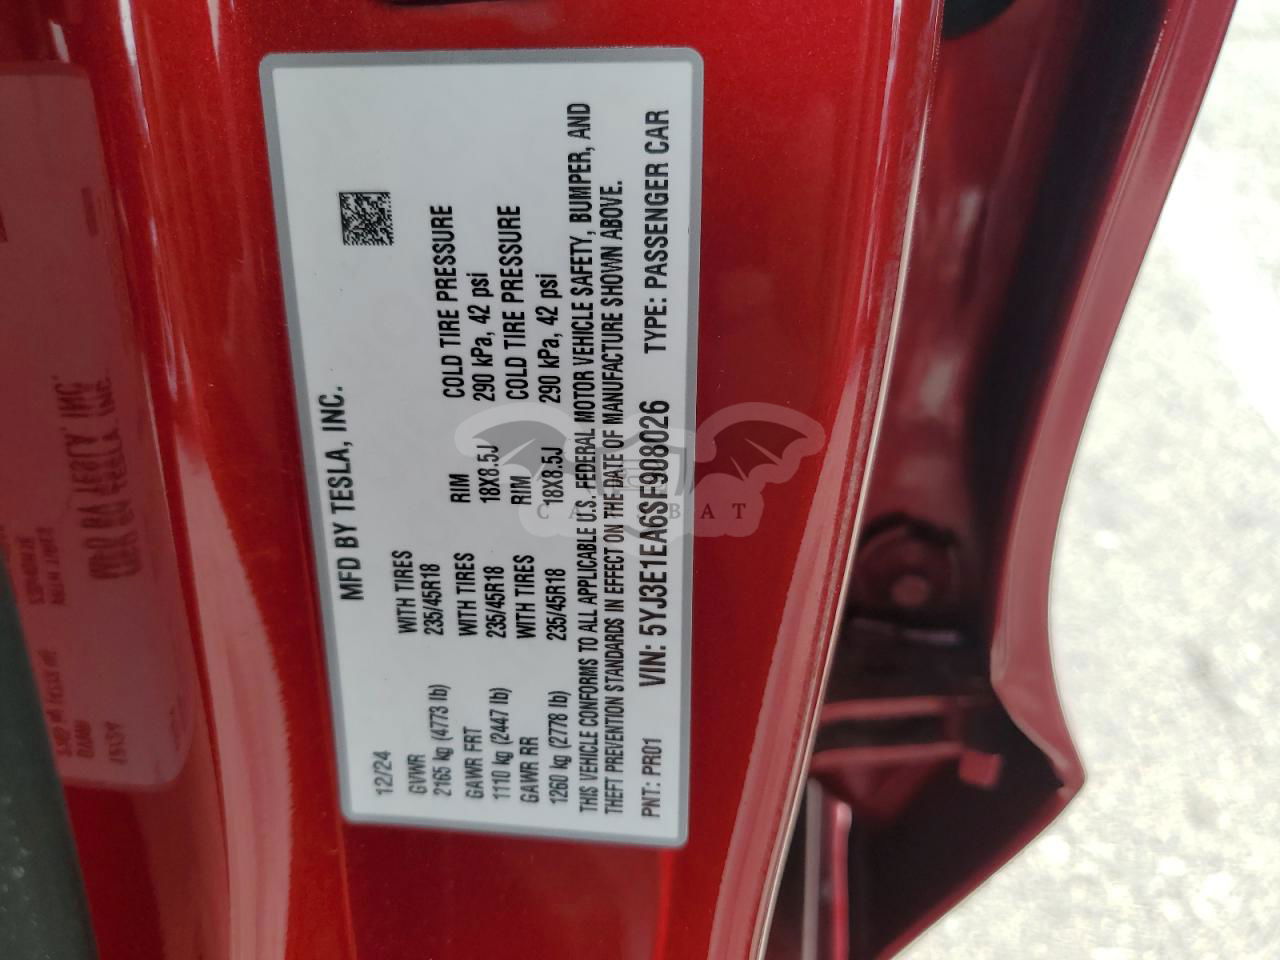 MFD BY TESLA, INC.
12/24
GVWR WITH TIRES RIM COLD TIRE PRESSURE
2165 kg (4773 lb) 235/45R18 18X8.5J 290 kPa, 42 psi
GAWR FRT WITH TIRES RIM COLD TIRE PRESSURE
1110 kg (2447 lb) 235/45R18 18X8.5J 290 kPa, 42 psi
GAWR RR WITH TIRES
1260 kg (2778 lb) 235/45R18
THIS VEHICLE CONFORMS TO ALL APPLICABLE U.S. FEDERAL MOTOR VEHICLE SAFETY, BUMPER, AND
THEFT PREVENTION STANDARDS IN EFFECT ON THE DATE OF MANUFACTURE SHOWN ABOVE.
PNT: PR01 VIN: 5YJ3E1EA6SF908026 TYPE: PASSENGER CAR